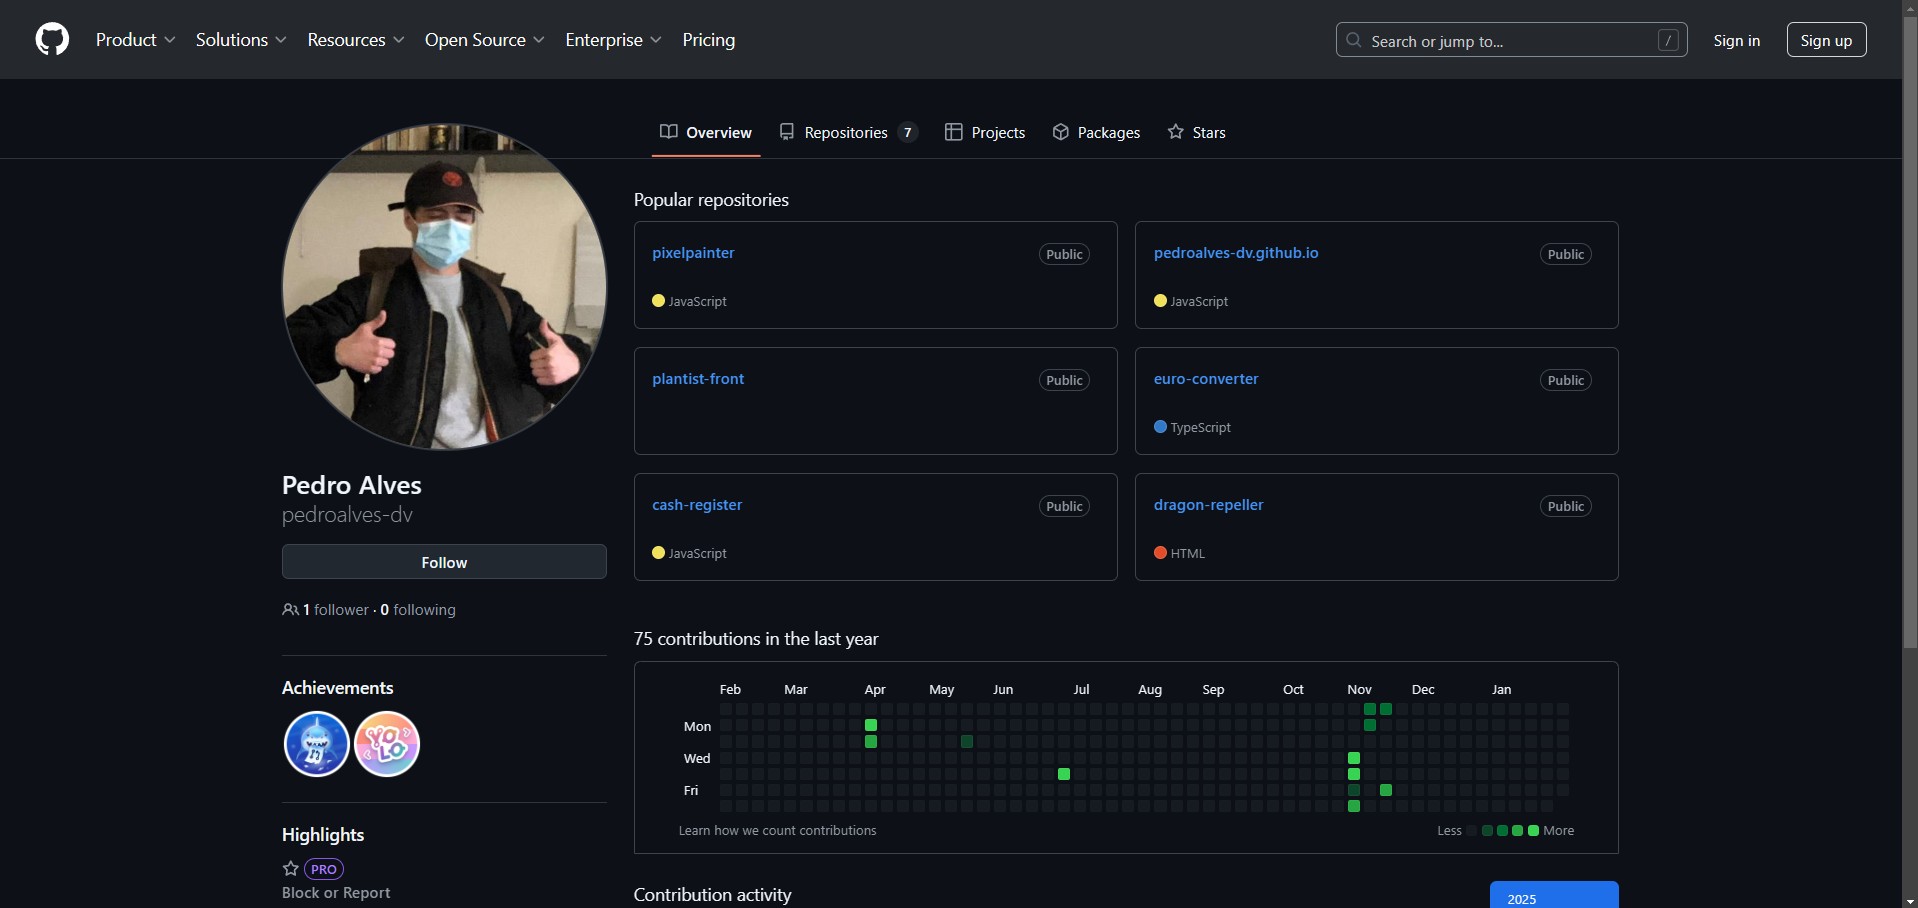 Product Solutions Resources Open Source Enterprise Pricing Search or jump to... / Sign in Sign up
Overview Repositories 7 Projects Packages Stars
Pedro Alves
pedroalves-dv
Follow
1 follower · 0 following
Achievements
YOLO
Highlights
PRO
Block or Report
Popular repositories
pixelpainter Public
JavaScript
pedroalves-dv.github.io Public
JavaScript
plantist-front Public
euro-converter Public
TypeScript
cash-register Public
JavaScript
dragon-repeller Public
HTML
75 contributions in the last year
Feb Mar Apr May Jun Jul Aug Sep Oct Nov Dec Jan
Mon
Wed
Fri
Learn how we count contributions Less More
Contribution activity
2025